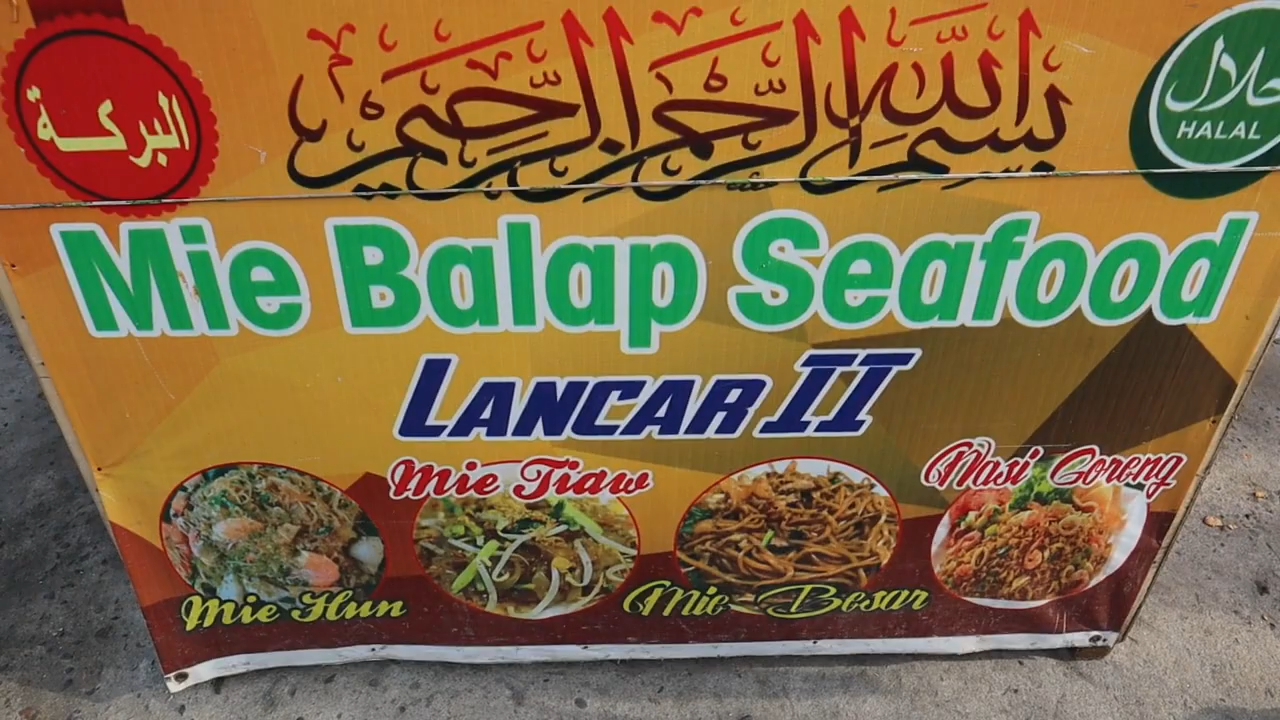 البركة
بسم الله الرحمن الرحيم
حلال
HALAL
Mie Balap Seafood
LANCAR II
Mie Hun
Mie Tiaw
Mie Besar
Nasi Goreng